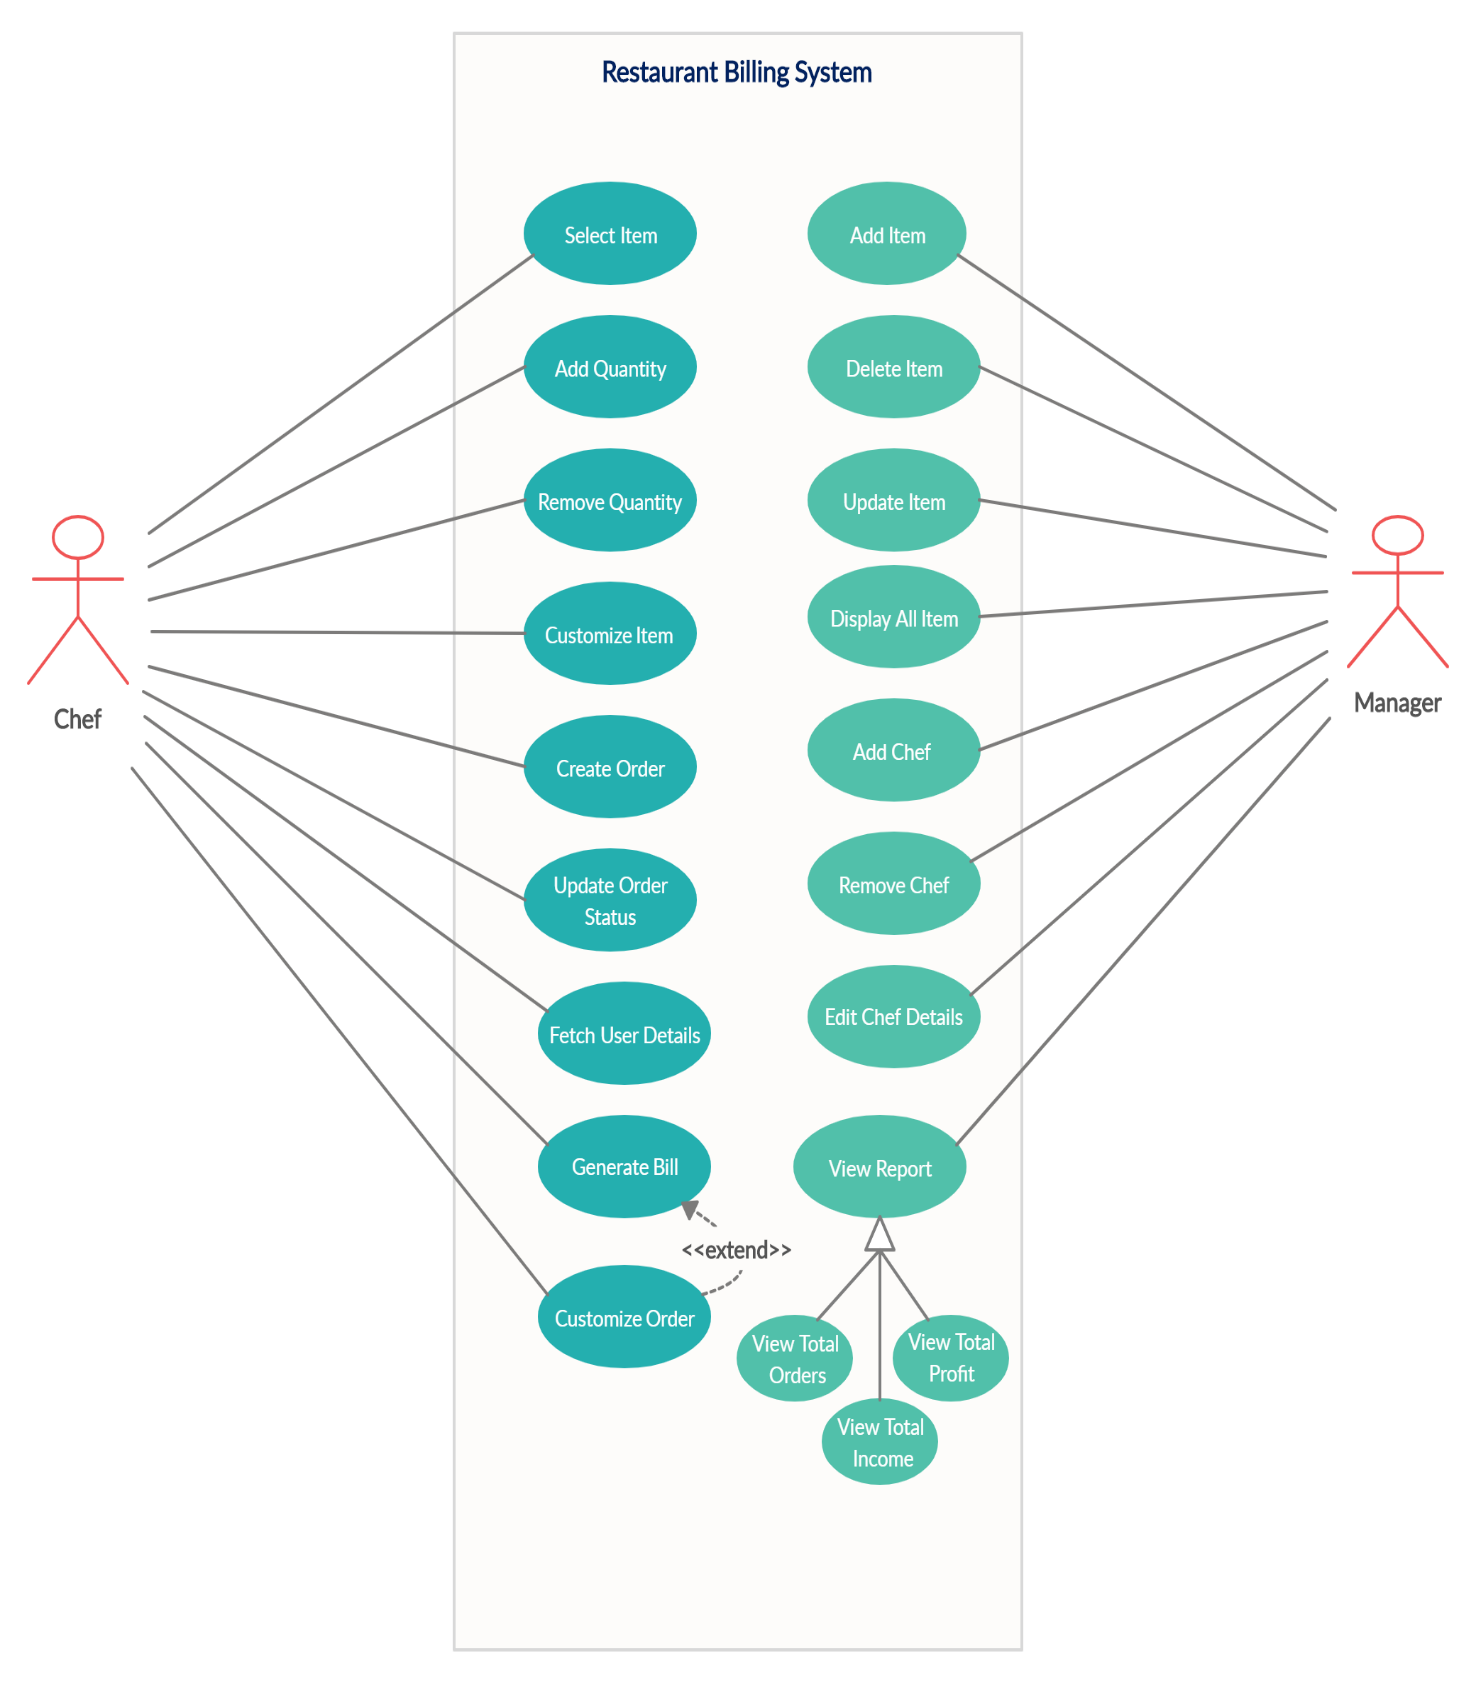 Restaurant Billing System
Select Item
Add Item
Add Quantity
Delete Item
Remove Quantity
Update Item
Display All Item
Customize Item
Chef
Manager
Create Order
Add Chef
Update Order
Status
Remove Chef
Fetch User Details
Edit Chef Details
Generate Bill
View Report
<<extend>>
Customize Order
View Total
Orders
View Total
Profit
View Total
Income